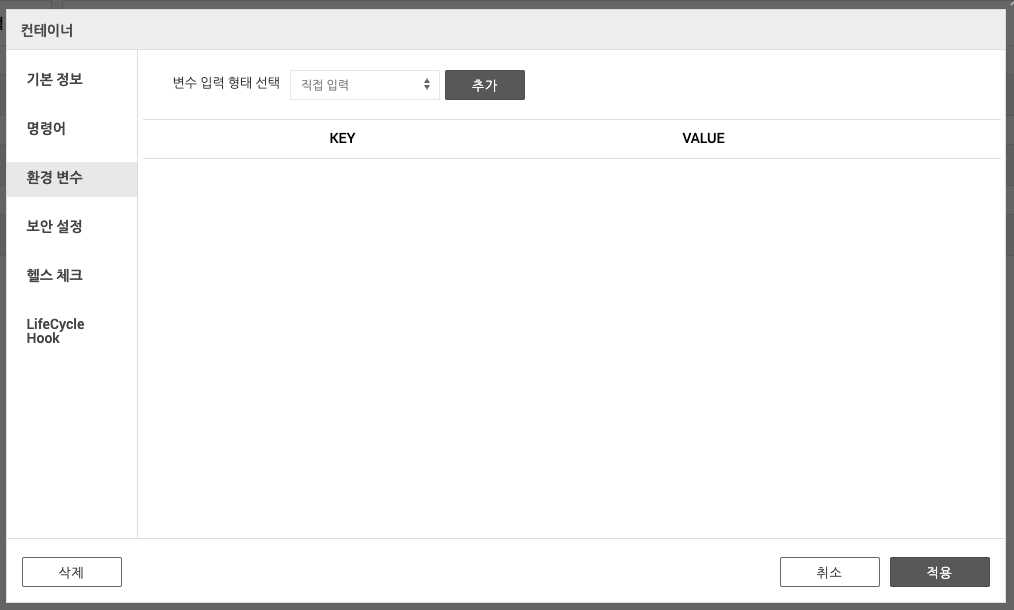 컨테이너
기본 정보
명령어
환경 변수
보안 설정
헬스 체크
LifeCycle
Hook
변수 입력 형태 선택 직접 입력 추가
KEY VALUE
삭제 취소 적용